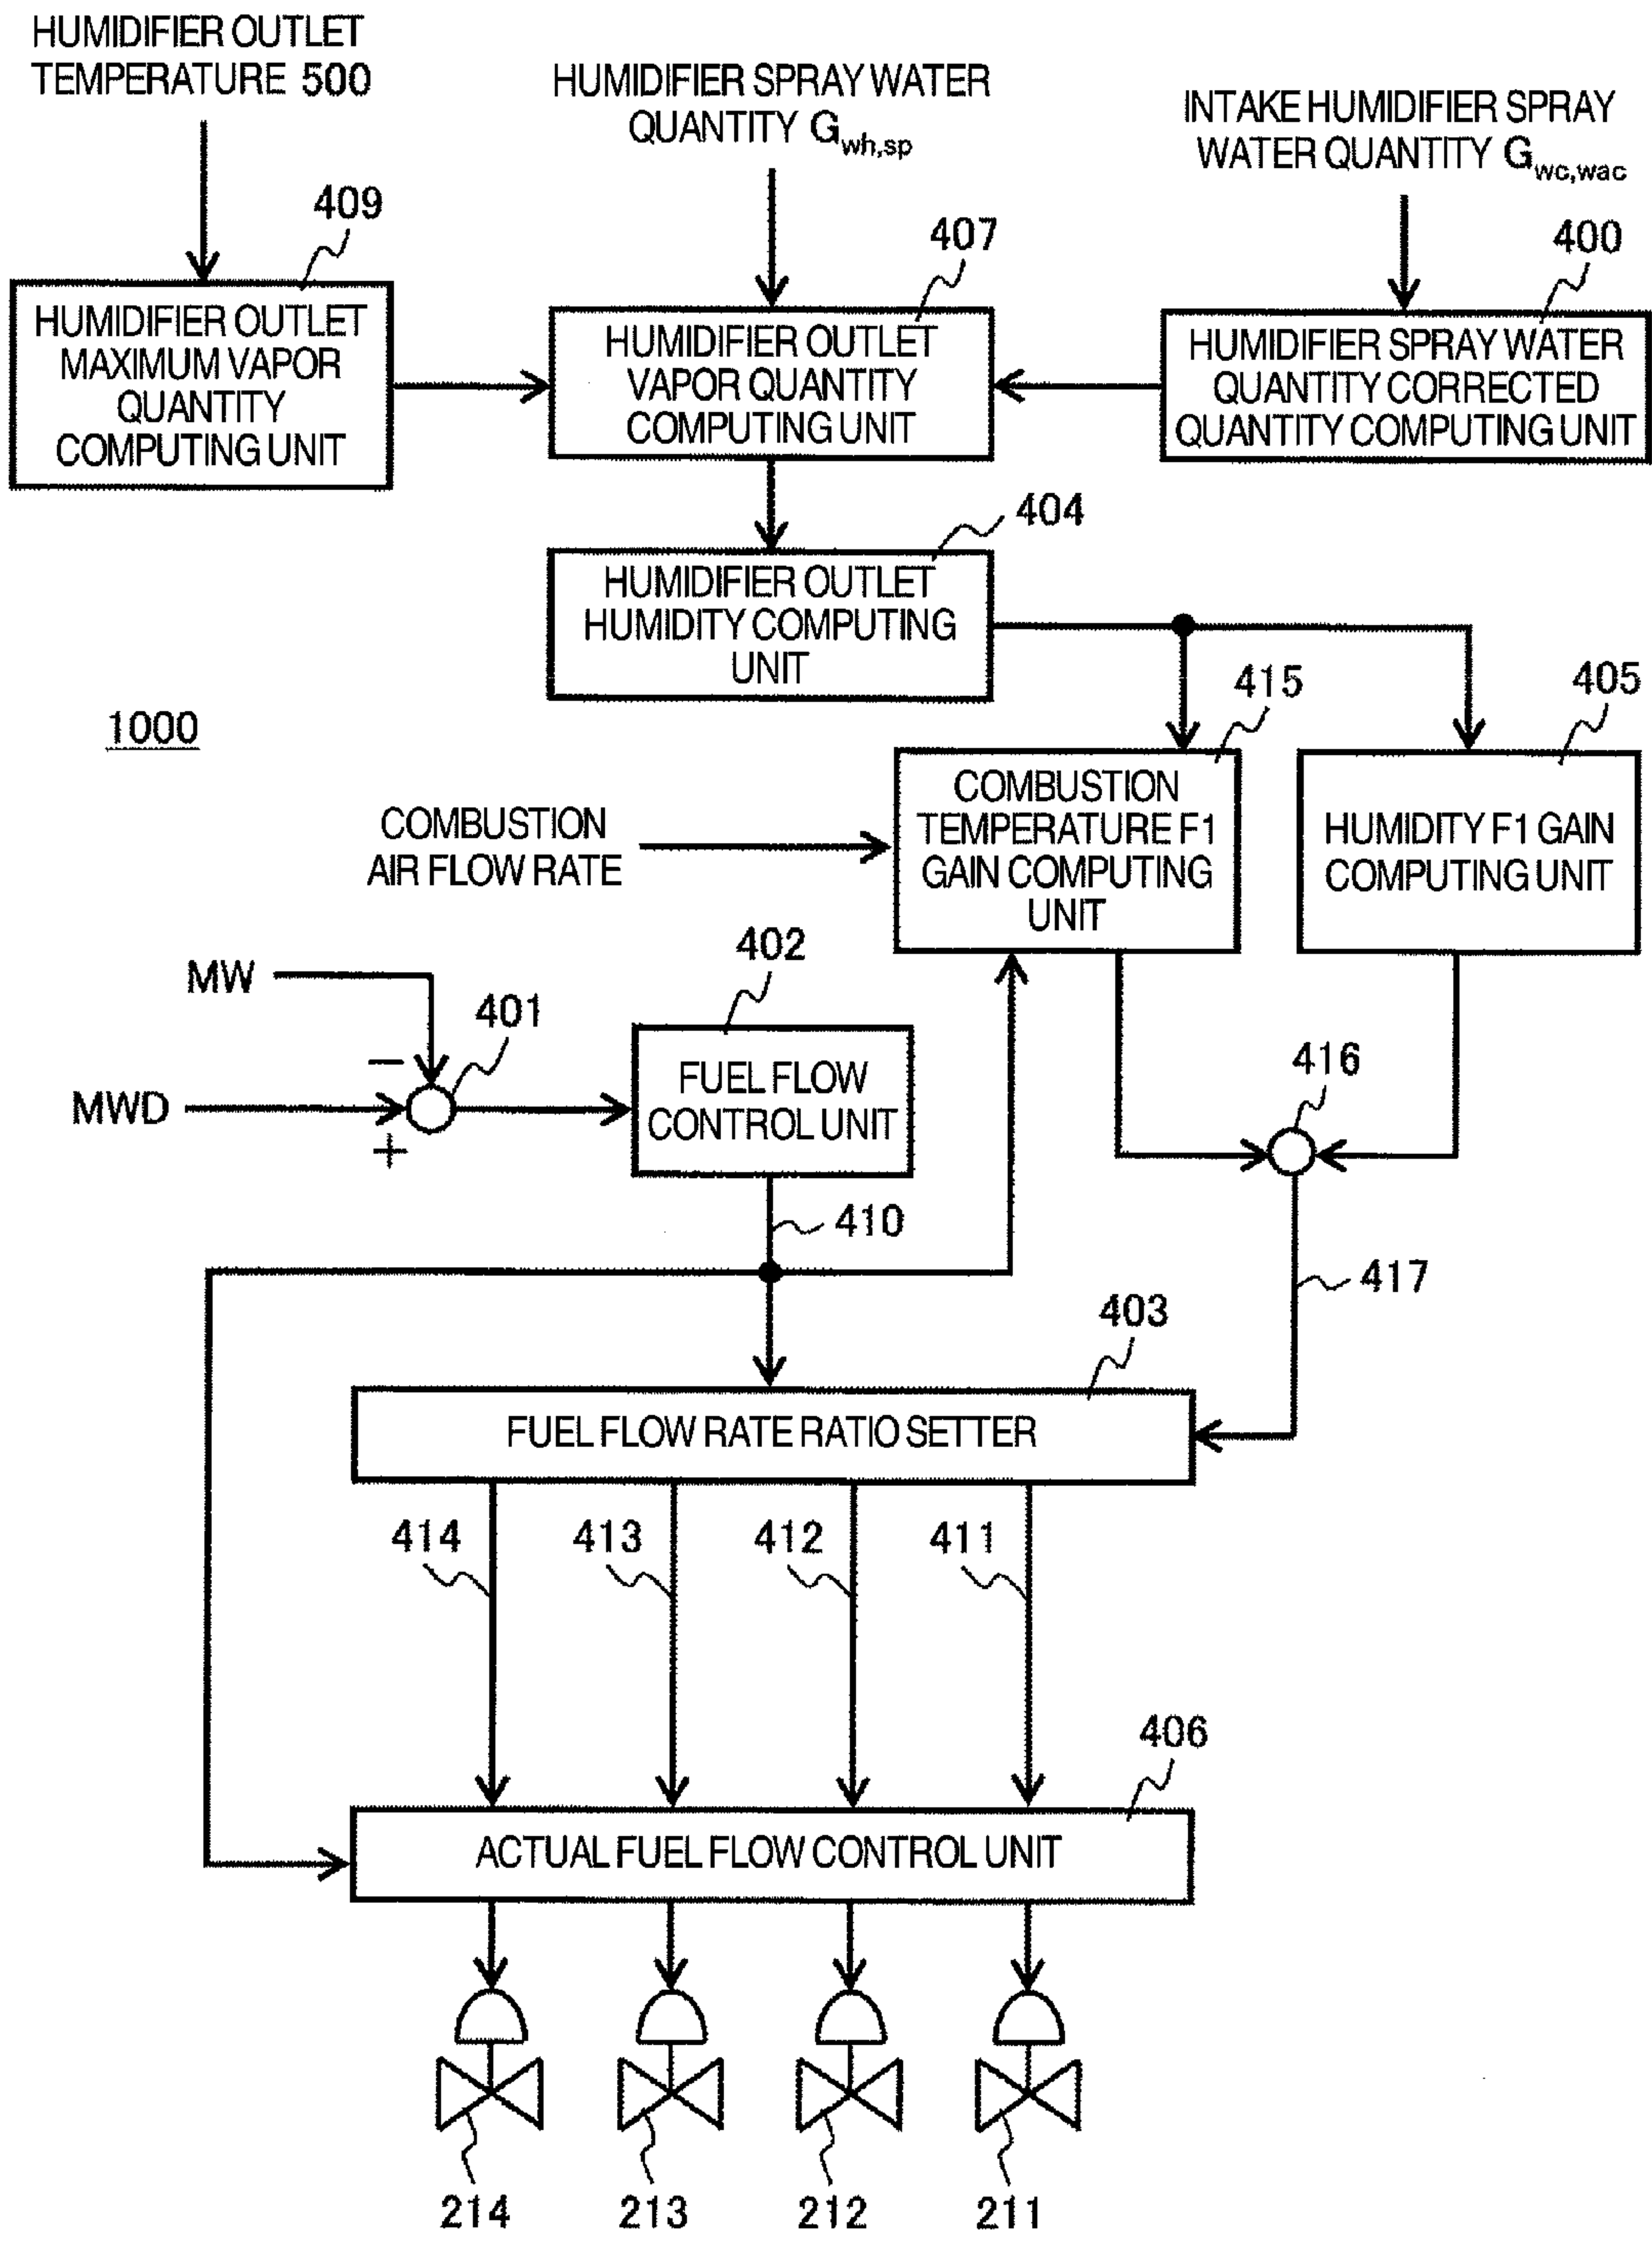 HUMIDIFIER OUTLET
TEMPERATURE 500
HUMIDIFIER SPRAY WATER
QUANTITY Gwh,sp
INTAKE HUMIDIFIER SPRAY
WATER QUANTITY Gwc,wac
409
407
400
HUMIDIFIER OUTLET
MAXIMUM VAPOR
QUANTITY
COMPUTING UNIT
HUMIDIFIER OUTLET
VAPOR QUANTITY
COMPUTING UNIT
HUMIDIFIER SPRAY WATER
QUANTITY CORRECTED
QUANTITY COMPUTING UNIT
404
HUMIDIFIER OUTLET
HUMIDITY COMPUTING
UNIT
415
405
1000
COMBUSTION
AIR FLOW RATE
COMBUSTION
TEMPERATURE F1
GAIN COMPUTING
UNIT
HUMIDITY F1 GAIN
COMPUTING UNIT
402
MW
401
−
MWD
+
FUEL FLOW
CONTROL UNIT
416
410
417
403
FUEL FLOW RATE RATIO SETTER
414
413
412
411
406
ACTUAL FUEL FLOW CONTROL UNIT
214
213
212
211